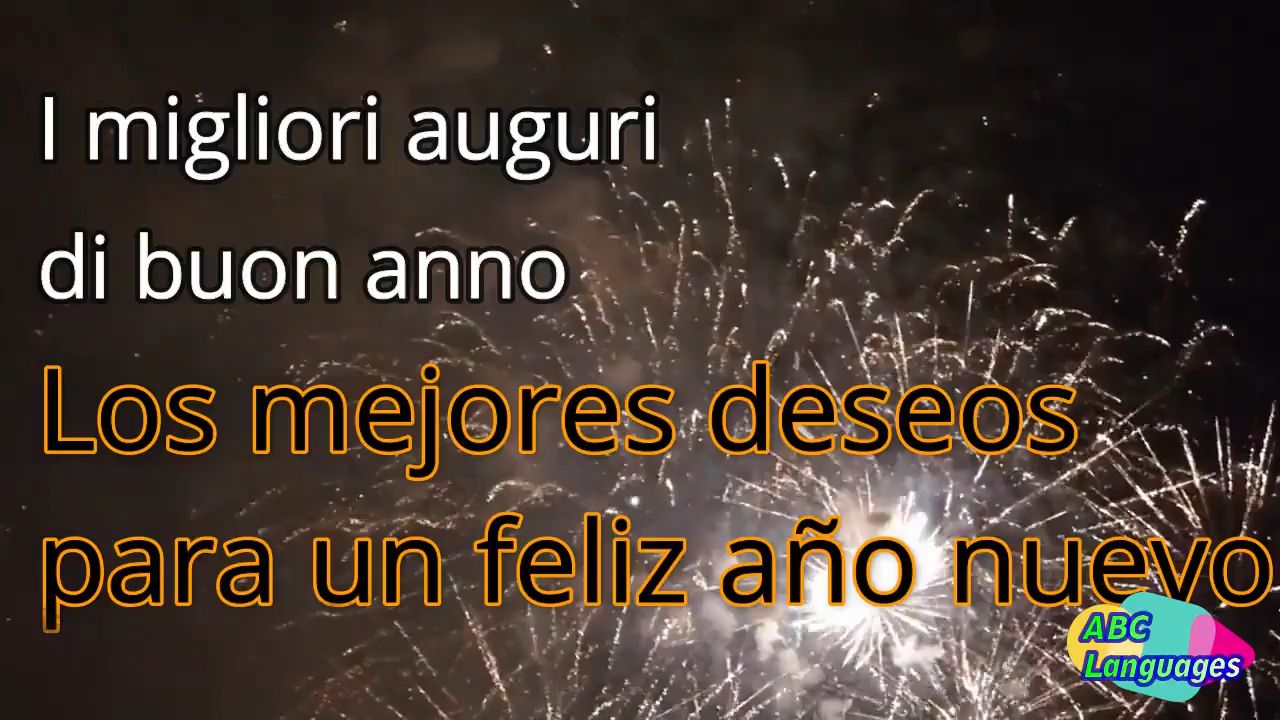 I migliori auguri
di buon anno
Los mejores deseos
para un feliz año nuevo
ABC
Languages